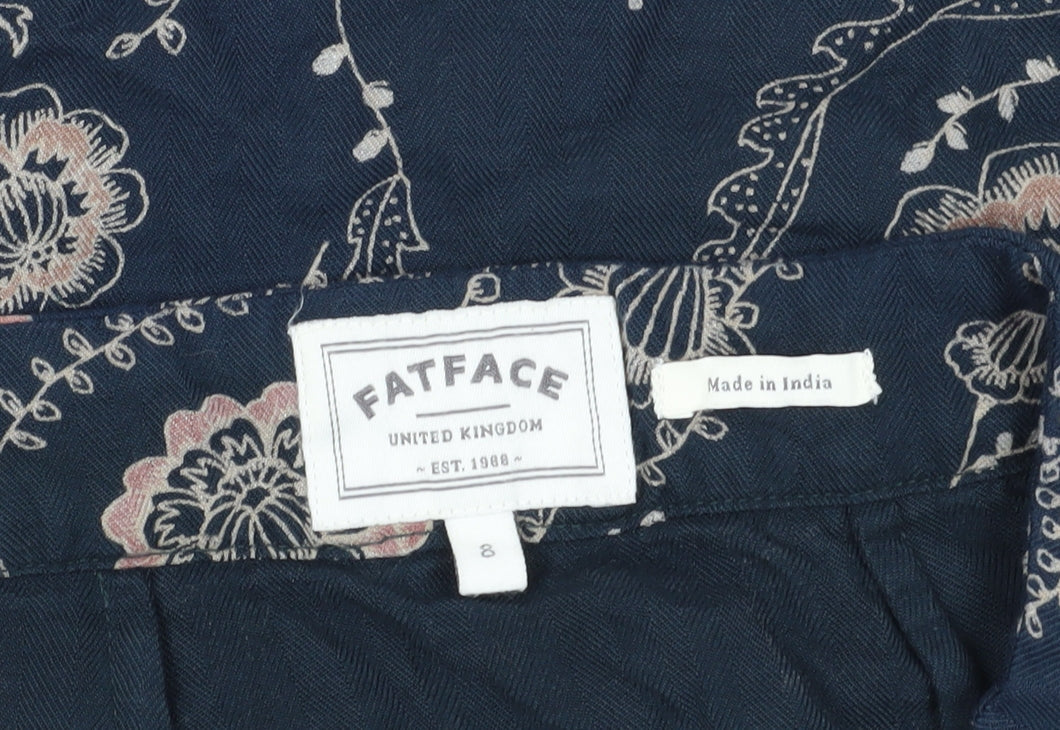 FATFACE
UNITED KINGDOM
~ EST. 1988 ~
Made in India
8